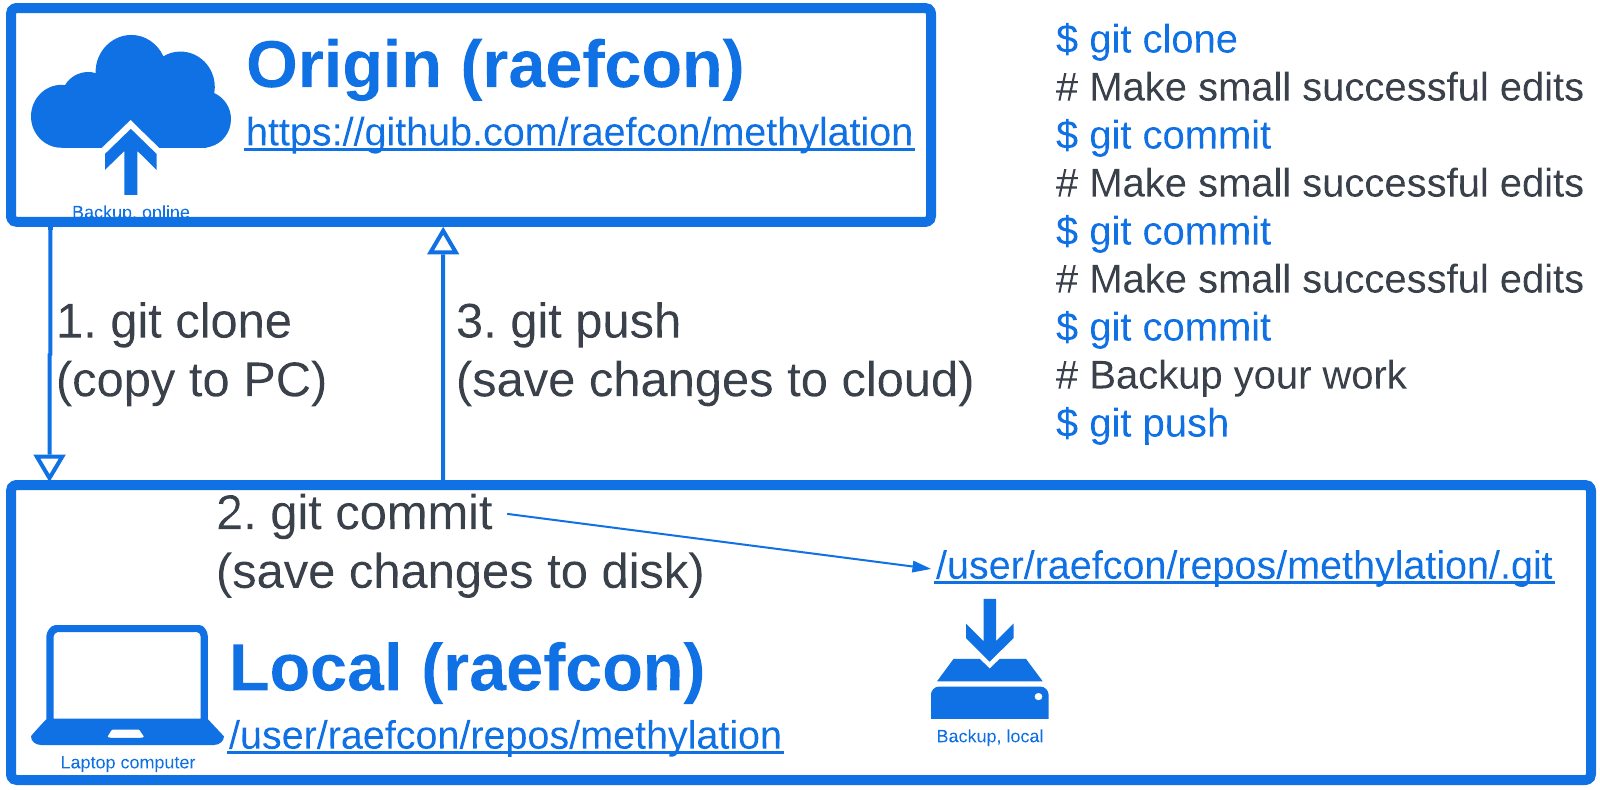 Origin (raefcon)
https://github.com/raefcon/methylation
Backup, online
1. git clone
(copy to PC)
3. git push
(save changes to cloud)
$ git clone
# Make small successful edits
$ git commit
# Make small successful edits
$ git commit
# Make small successful edits
$ git commit
# Backup your work
$ git push
2. git commit
(save changes to disk)
/user/raefcon/repos/methylation/.git
Backup, local
Local (raefcon)
/user/raefcon/repos/methylation
Laptop computer